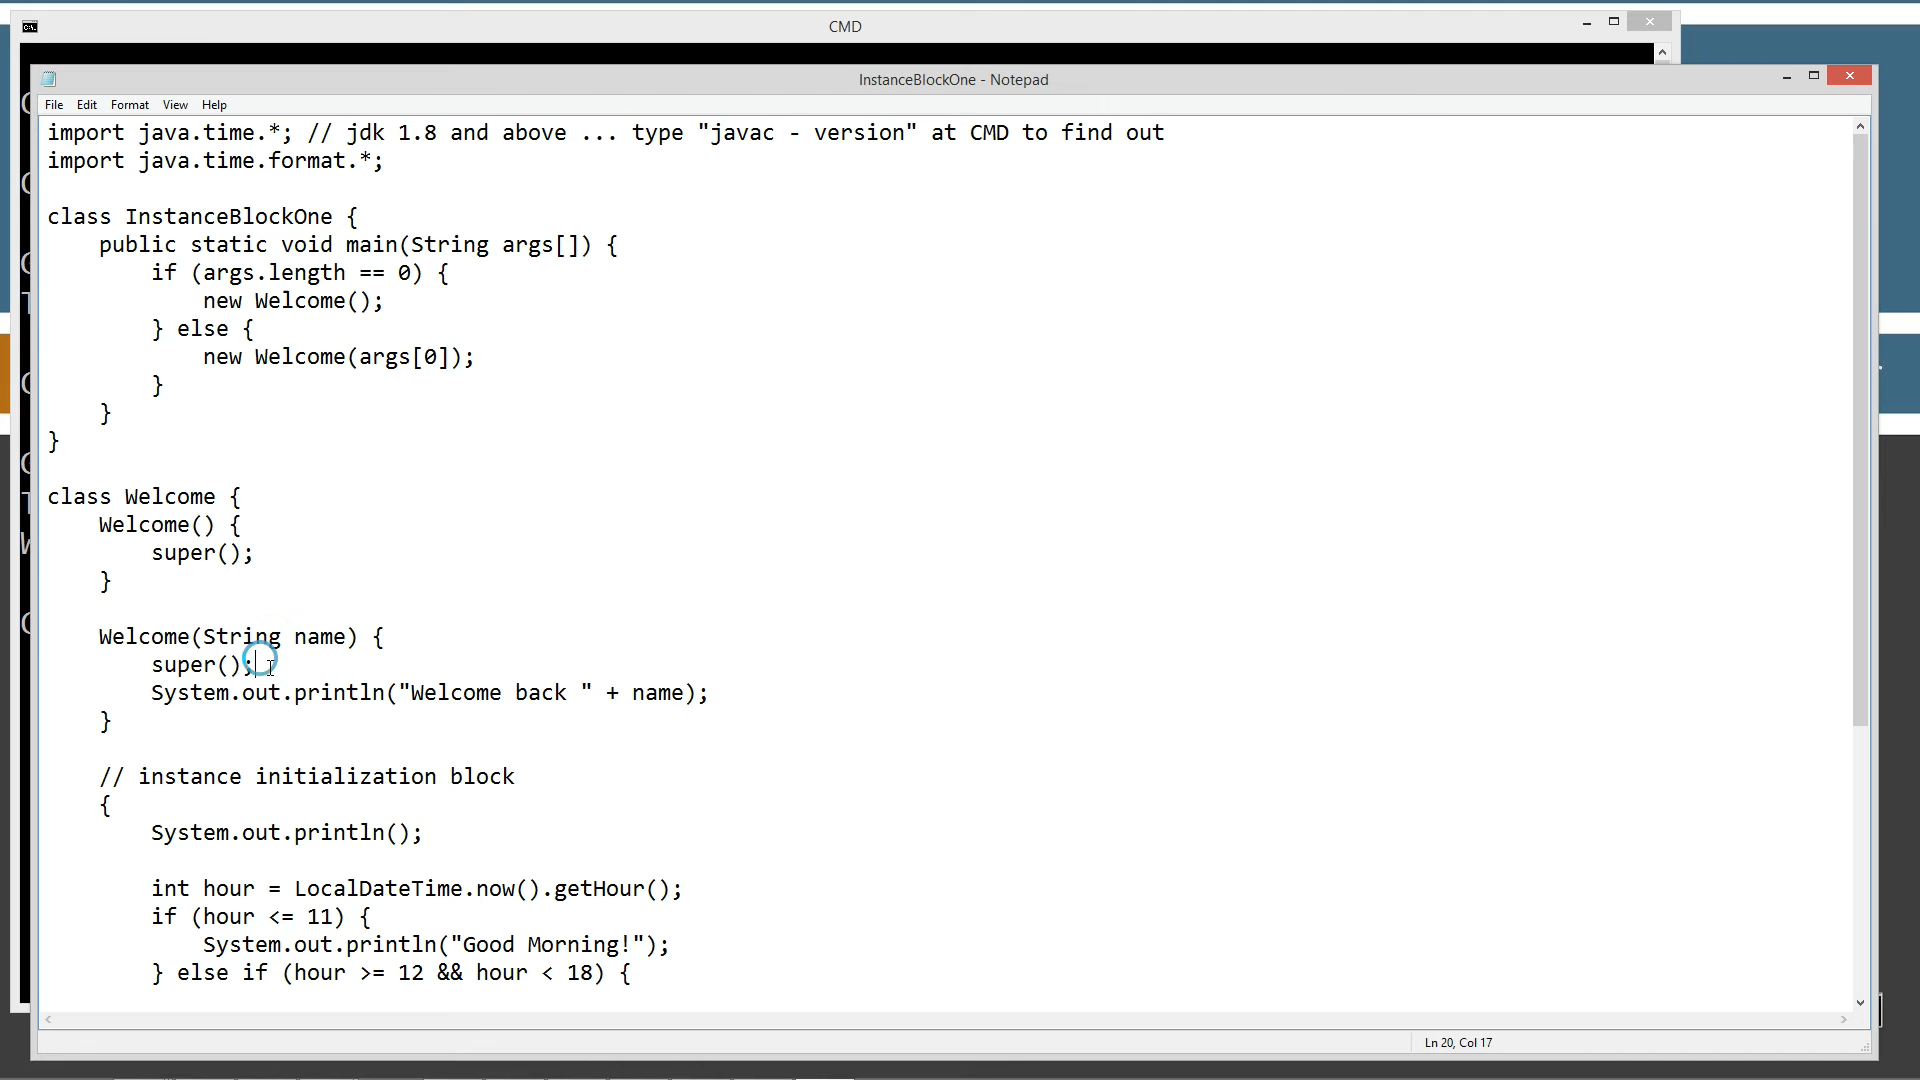 CMD
InstanceBlockOne - Notepad
File Edit Format View Help
import java.time.*; // jdk 1.8 and above ... type "javac - version" at CMD to find out
import java.time.format.*;
class InstanceBlockOne {
    public static void main(String args[]) {
        if (args.length == 0) {
            new Welcome();
        } else {
            new Welcome(args[0]);
        }
    }
}
class Welcome {
    Welcome() {
        super();
    }
    Welcome(String name) {
        super();
        System.out.println("Welcome back " + name);
    }
    // instance initialization block
    {
        System.out.println();
        int hour = LocalDateTime.now().getHour();
        if (hour <= 11) {
            System.out.println("Good Morning!");
        } else if (hour >= 12 && hour < 18) {
Ln 20, Col 17